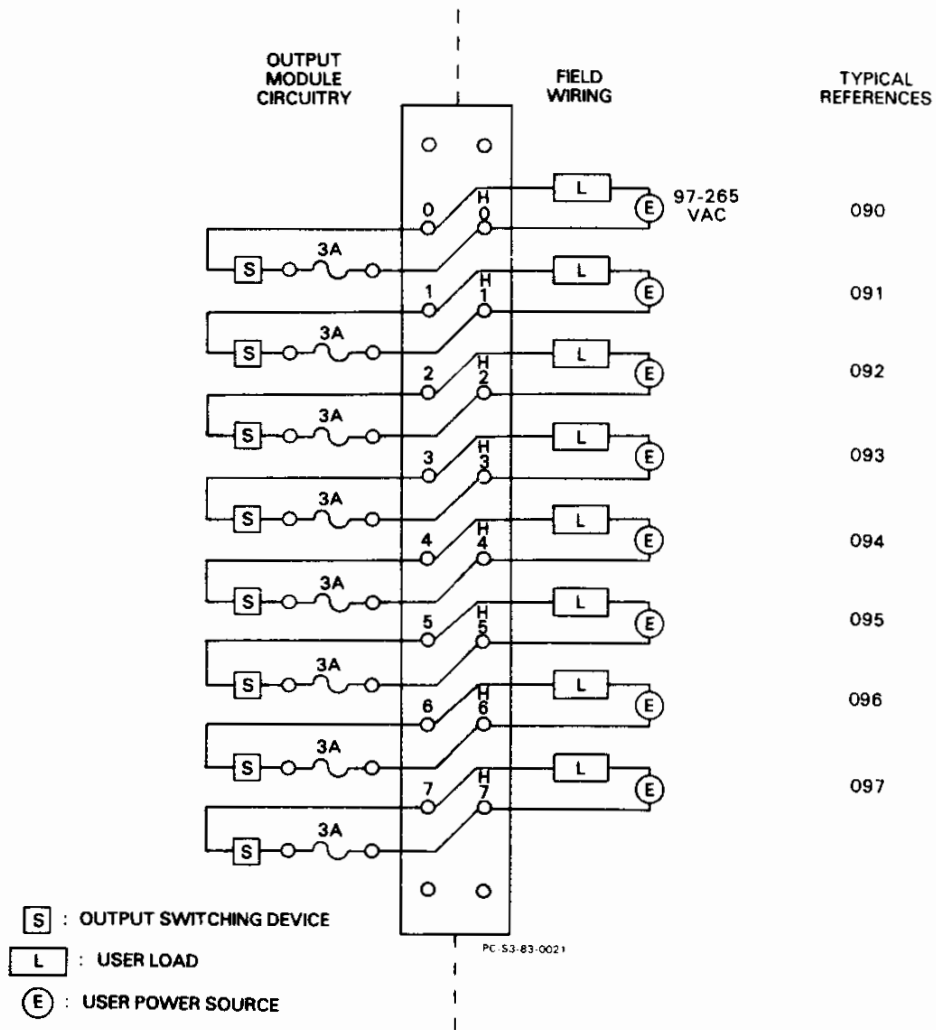 OUTPUT
MODULE
CIRCUITRY
FIELD
WIRING
TYPICAL
REFERENCES
0
H
0
L
E
97-265
VAC
090
S
3A
1
H
1
L
E
091
S
3A
2
H
2
L
E
092
S
3A
3
H
3
L
E
093
S
3A
4
H
4
L
E
094
S
3A
5
H
5
L
E
095
S
3A
6
H
6
L
E
096
S
3A
7
H
7
L
E
097
S
3A
S : OUTPUT SWITCHING DEVICE
PC-S3-83-0021
L : USER LOAD
E : USER POWER SOURCE